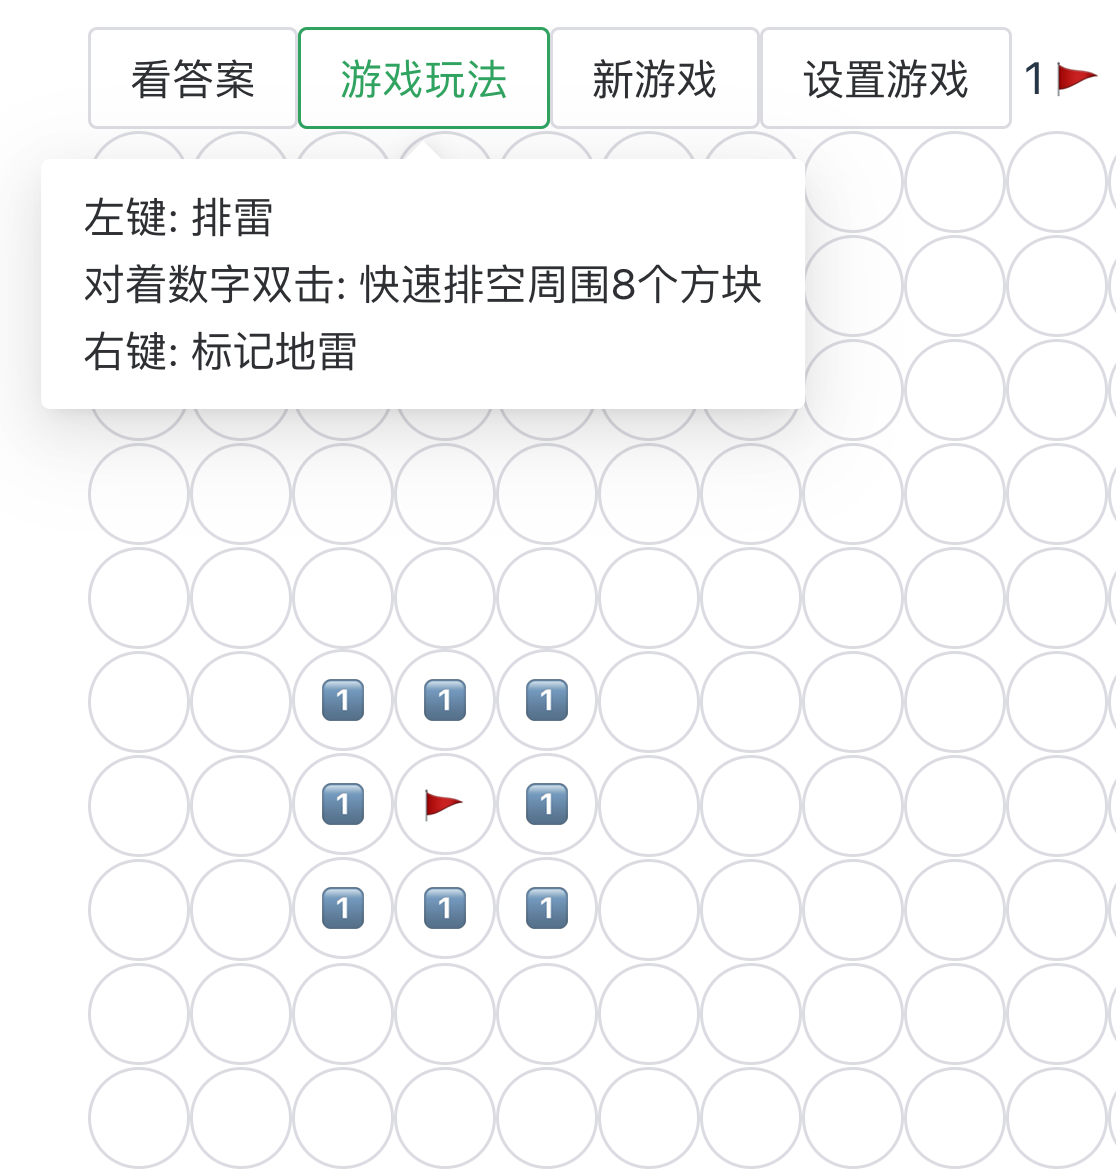 看答案 游戏玩法 新游戏 设置游戏 1
左键: 排雷
对着数字双击: 快速排空周围8个方块
右键: 标记地雷
1 1 1
1 1
1 1 1